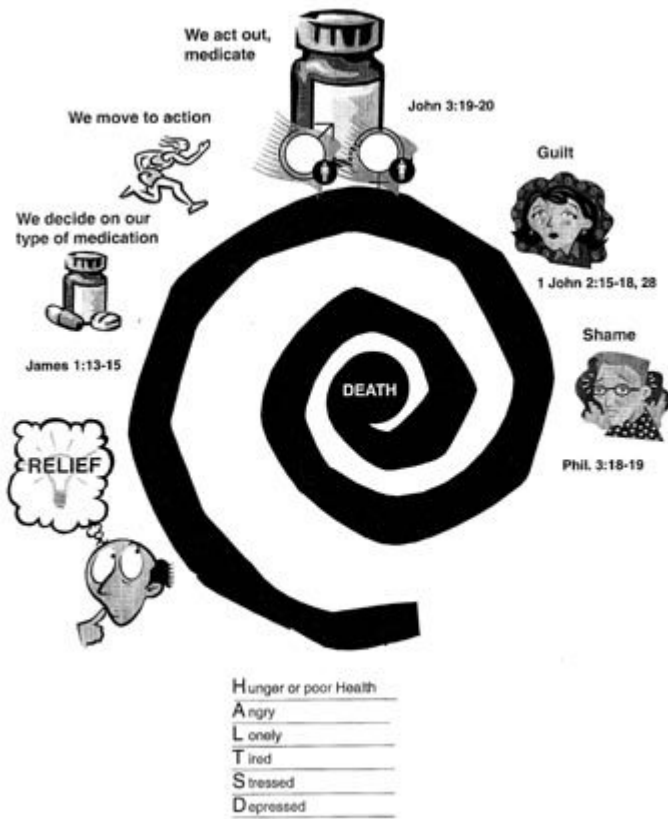 We act out,
medicate
John 3:19-20
We move to action
Guilt
We decide on our
type of medication
1 John 2:15-18, 28
Shame
James 1:13-15
DEATH
RELIEF
Phil. 3:18-19
Hunger or poor Health
Angry
Lonely
Tired
Stressed
Depressed